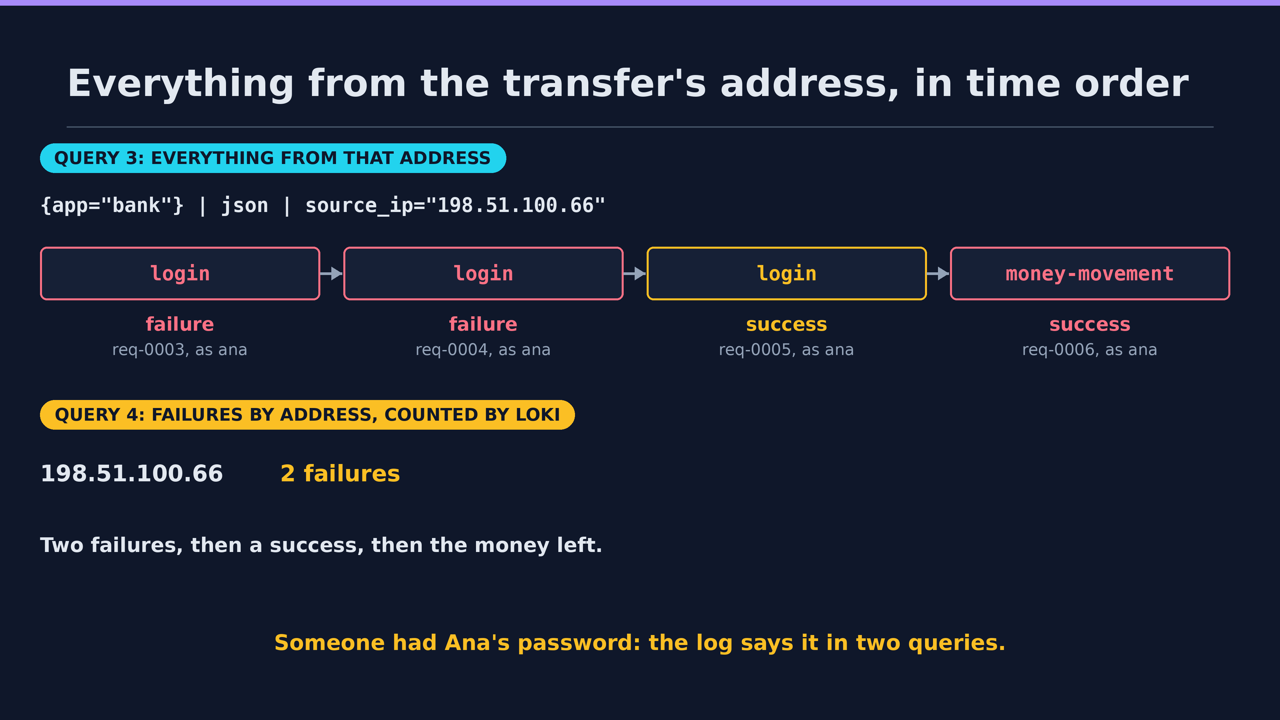 Everything from the transfer's address, in time order
QUERY 3: EVERYTHING FROM THAT ADDRESS
{app="bank"} | json | source_ip="198.51.100.66"
login login login money-movement
failure failure success success
req-0003, as ana req-0004, as ana req-0005, as ana req-0006, as ana
QUERY 4: FAILURES BY ADDRESS, COUNTED BY LOKI
198.51.100.66 2 failures
Two failures, then a success, then the money left.
Someone had Ana's password: the log says it in two queries.